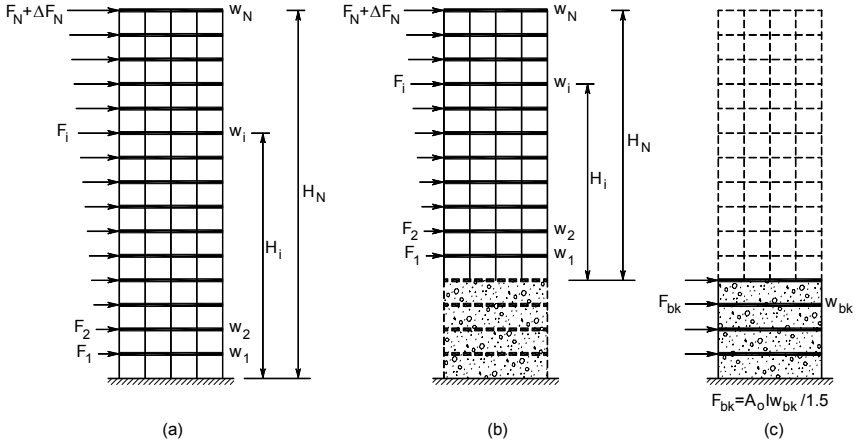 F_N+ΔF_N w_N
F_i w_i
H_N
H_i
F_2 w_2
F_1 w_1
(a)
F_N+ΔF_N w_N
F_i w_i
H_N
H_i
F_2 w_2
F_1 w_1
(b)
F_bk w_bk
F_bk=A_oIw_bk/1.5
(c)